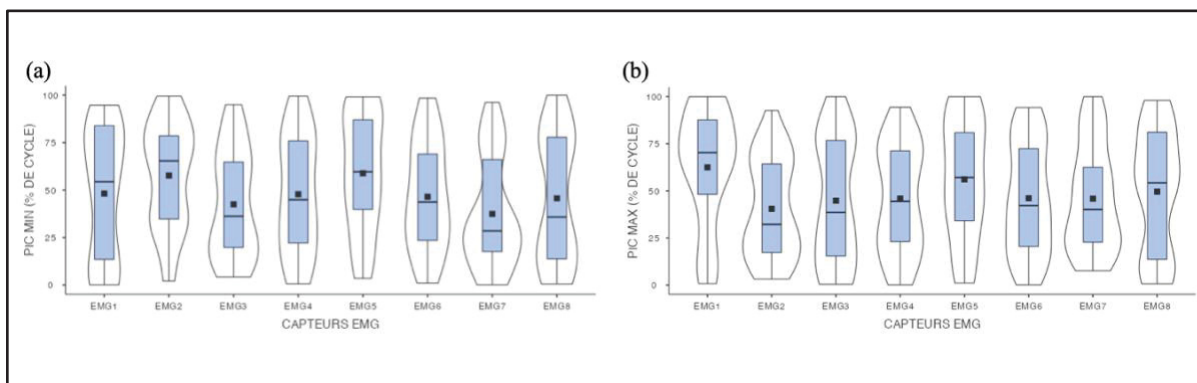 (a)
PIC MIN (% DE CYCLE)
100
75
50
25
0
EMG1 EMG2 EMG3 EMG4 EMG5 EMG6 EMG7 EMG8
CAPTEURS EMG
(b)
PIC MAX (% DE CYCLE)
100
75
50
25
0
EMG1 EMG2 EMG3 EMG4 EMG5 EMG6 EMG7 EMG8
CAPTEURS EMG